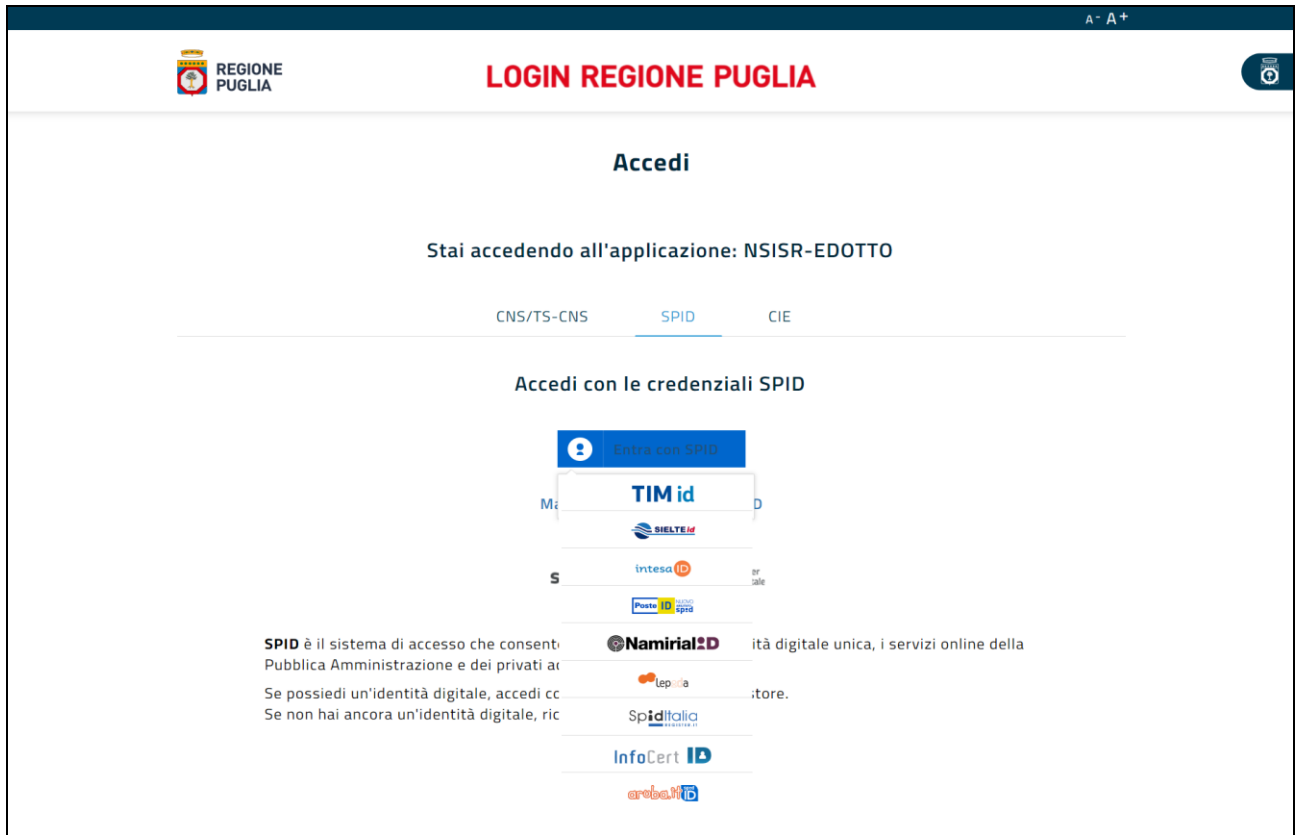 A- A+
REGIONE
PUGLIA
LOGIN REGIONE PUGLIA
Accedi
Stai accedendo all'applicazione: NSISR-EDOTTO
CNS/TS-CNS SPID CIE
Accedi con le credenziali SPID
Entra con SPID
TIM id
SIELTE id
intesa ID
Poste ID NUOVO spid
Namirial ID
lepida
SpidItalia
InfoCert ID
aruba.it ID
SPID è il sistema di accesso che consent ità digitale unica, i servizi online della
Pubblica Amministrazione e dei privati
Se possiedi un'identità digitale, accedi store.
Se non hai ancora un'identità digitale,